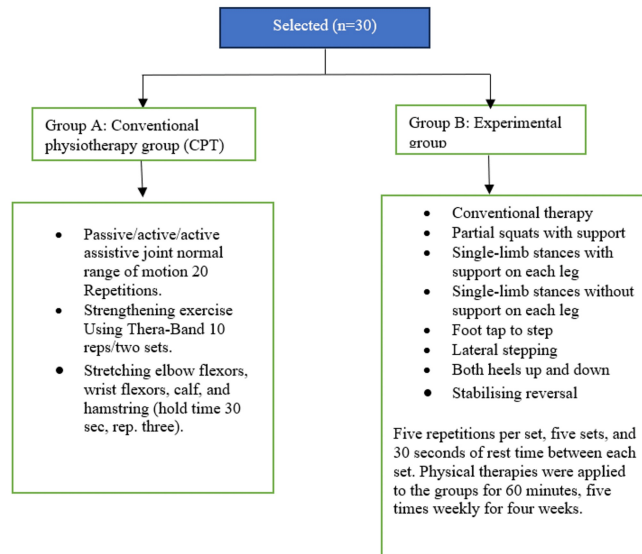 Selected (n=30)
Group A: Conventional
physiotherapy group (CPT)
Group B: Experimental
group
• Passive/active/active
assistive joint normal
range of motion 20
Repetitions.
• Strengthening exercise
Using Thera-Band 10
reps/two sets.
• Stretching elbow flexors,
wrist flexors, calf, and
hamstring (hold time 30
sec, rep. three).
• Conventional therapy
• Partial squats with support
• Single-limb stances with
support on each leg
• Single-limb stances without
support on each leg
• Foot tap to step
• Lateral stepping
• Both heels up and down
• Stabilising reversal
Five repetitions per set, five sets, and
30 seconds of rest time between each
set. Physical therapies were applied
to the groups for 60 minutes, five
times weekly for four weeks.